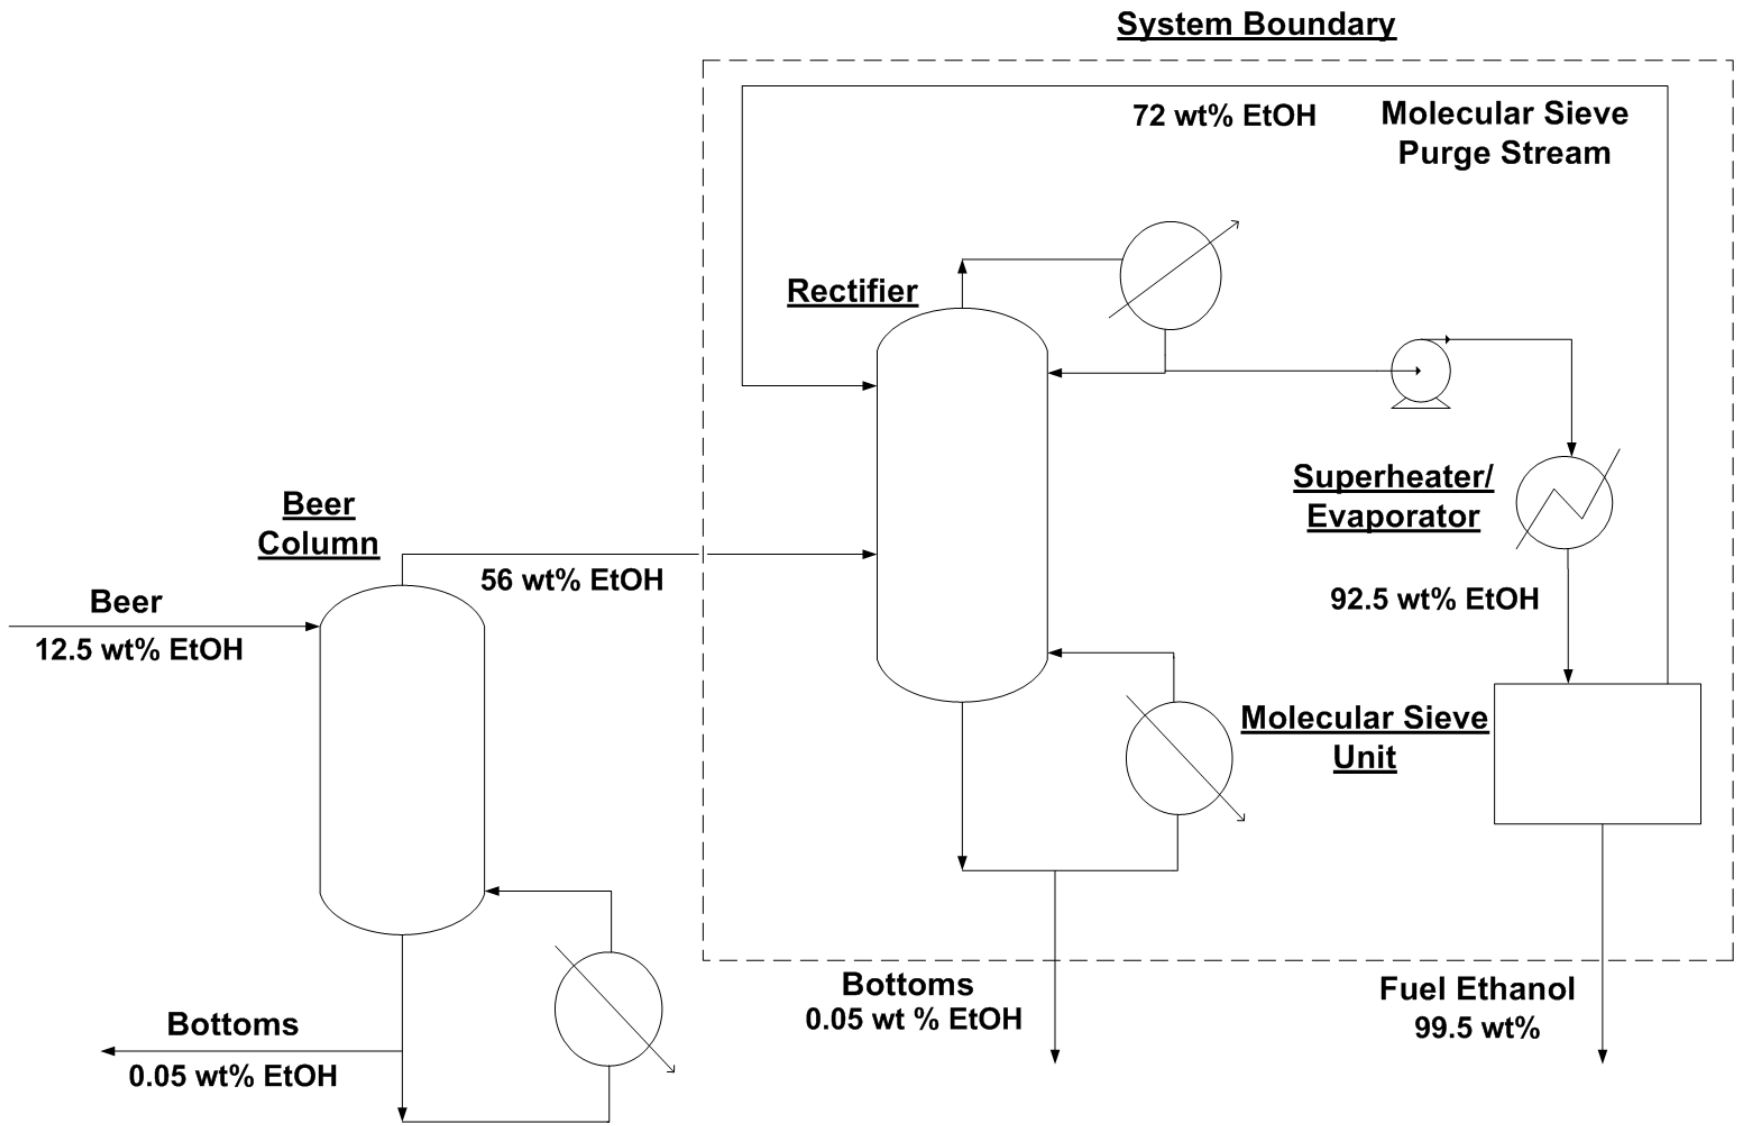 System Boundary
72 wt% EtOH
Molecular Sieve
Purge Stream
Rectifier
Superheater/
Evaporator
Beer
Column
56 wt% EtOH
Beer
12.5 wt% EtOH
92.5 wt% EtOH
Molecular Sieve
Unit
Bottoms
0.05 wt % EtOH
Fuel Ethanol
99.5 wt%
Bottoms
0.05 wt% EtOH